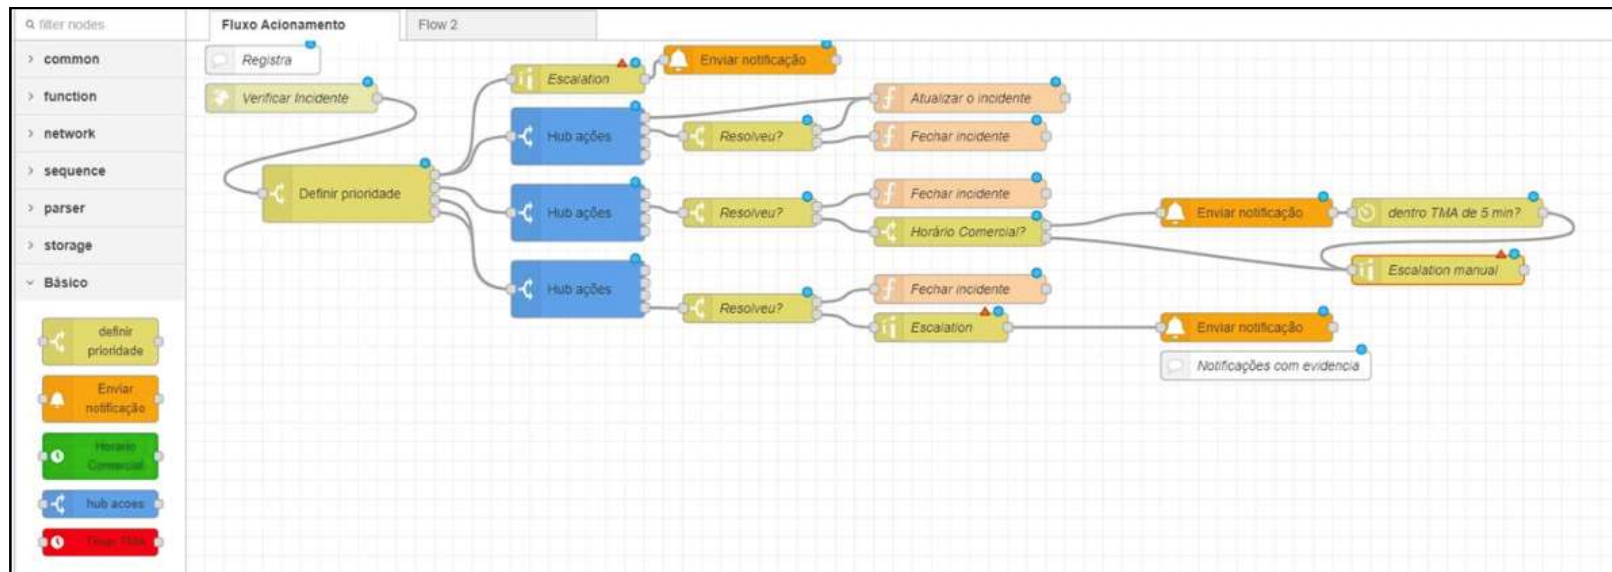 filter nodes
common
function
network
sequence
parser
storage
Básico
definir
prioridade
Enviar
notificação
Horario
Comercial
hub acoes
TMA
Fluxo Acionamento
Flow 2
Registra
Verificar Incidente
Definir prioridade
Escalation
Enviar notificação
Hub ações
Resolveu?
Atualizar o incidente
Fechar incidente
Hub ações
Resolveu?
Fechar incidente
Horário Comercial?
Enviar notificação
dentro TMA de 5 min?
Escalation manual
Hub ações
Resolveu?
Fechar incidente
Escalation
Enviar notificação
Notificações com evidencia